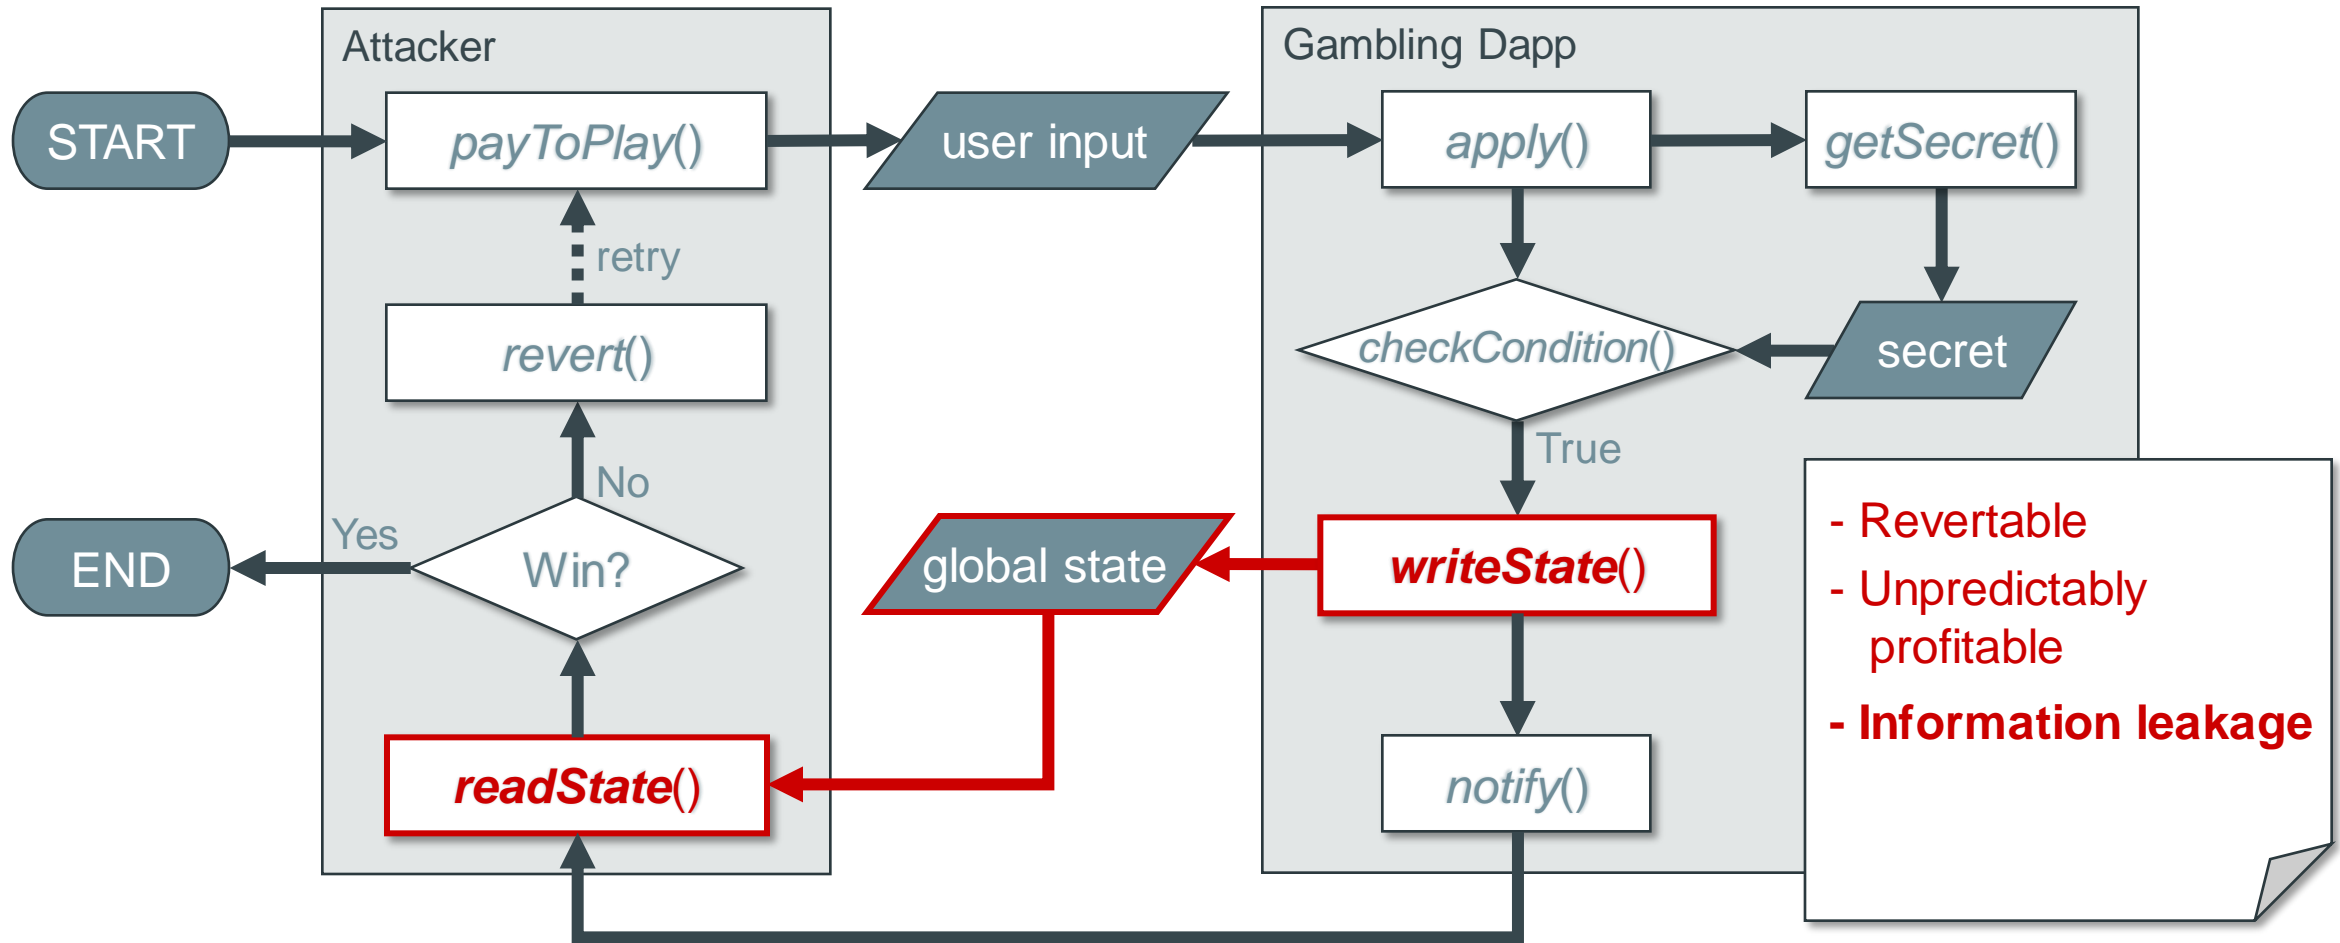 Attacker
Gambling Dapp
START
payToPlay()
user input
apply()
getSecret()
retry
revert()
checkCondition()
secret
True
No
Yes
END
Win?
global state
writeState()
readState()
notify()
- Revertable
- Unpredictably
profitable
- Information leakage